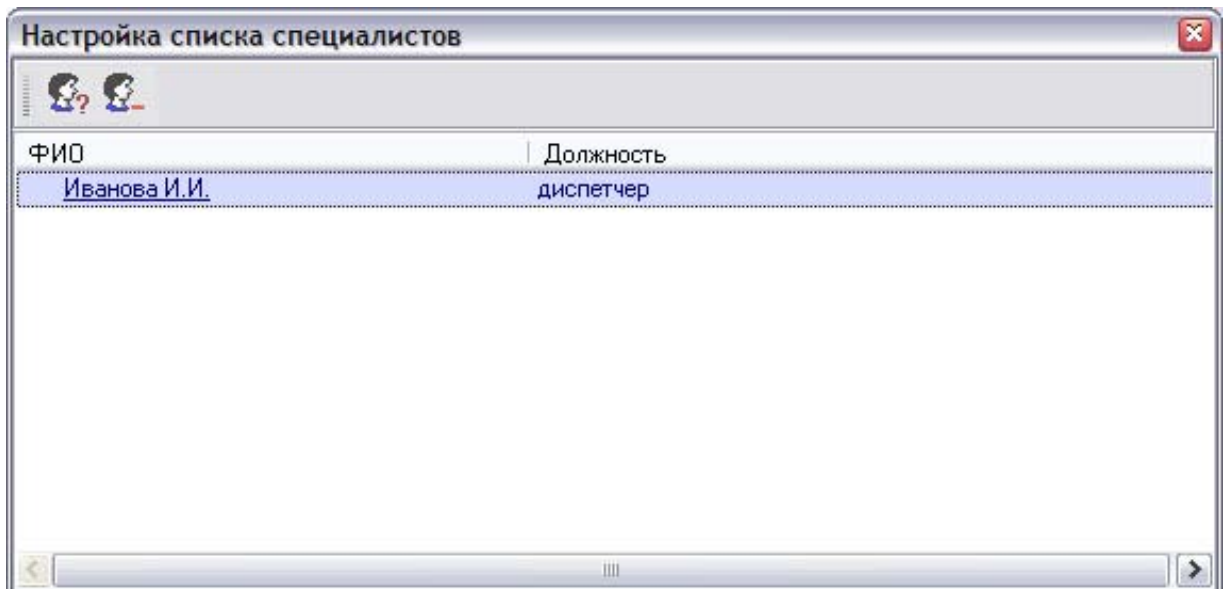 Настройка списка специалистов
ФИО Должность
Иванова И.И. диспетчер